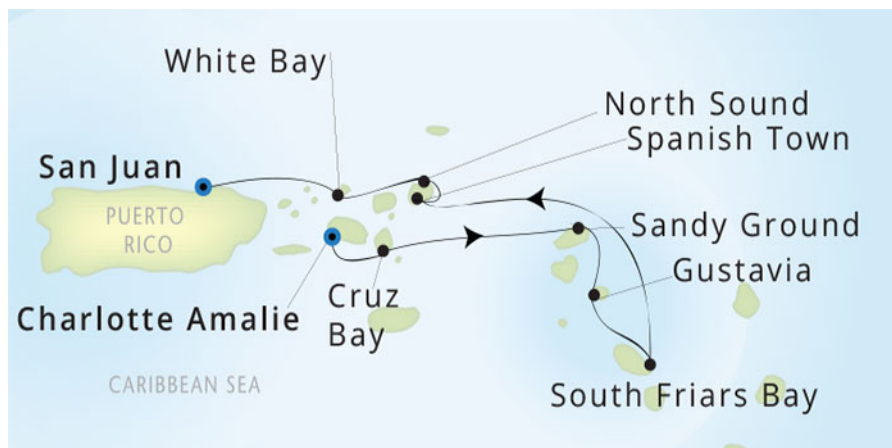 White Bay
North Sound
Spanish Town
San Juan
PUERTO
RICO
Sandy Ground
Gustavia
Cruz
Bay
Charlotte Amalie
CARIBBEAN SEA
South Friars Bay